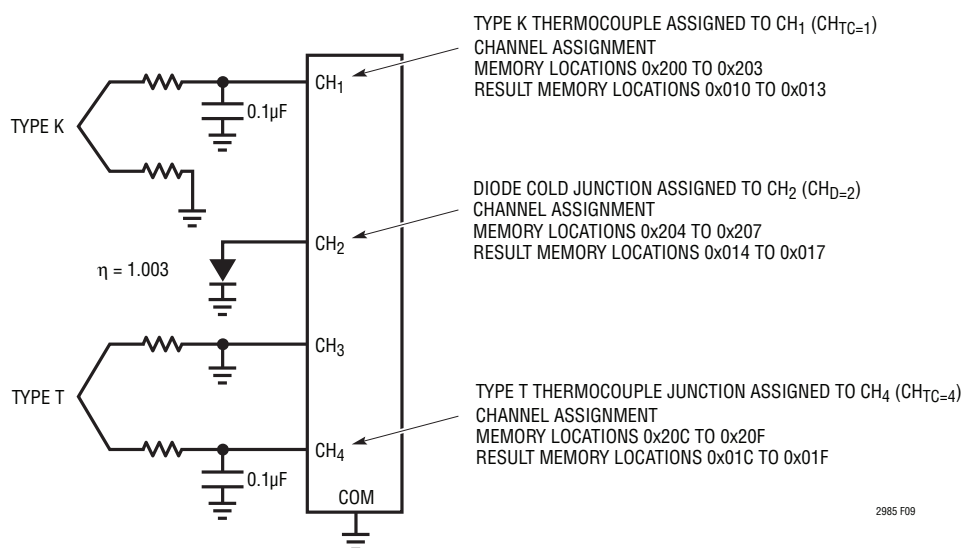 TYPE K THERMOCOUPLE ASSIGNED TO CH1 (CHTC=1)
CHANNEL ASSIGNMENT
MEMORY LOCATIONS 0x200 TO 0x203
RESULT MEMORY LOCATIONS 0x010 TO 0x013
CH1
0.1µF
TYPE K
DIODE COLD JUNCTION ASSIGNED TO CH2 (CHD=2)
CHANNEL ASSIGNMENT
MEMORY LOCATIONS 0x204 TO 0x207
RESULT MEMORY LOCATIONS 0x014 TO 0x017
CH2
η = 1.003
CH3
TYPE T
TYPE T THERMOCOUPLE JUNCTION ASSIGNED TO CH4 (CHTC=4)
CHANNEL ASSIGNMENT
MEMORY LOCATIONS 0x20C TO 0x20F
RESULT MEMORY LOCATIONS 0x01C TO 0x01F
CH4
0.1µF
COM
2985 F09